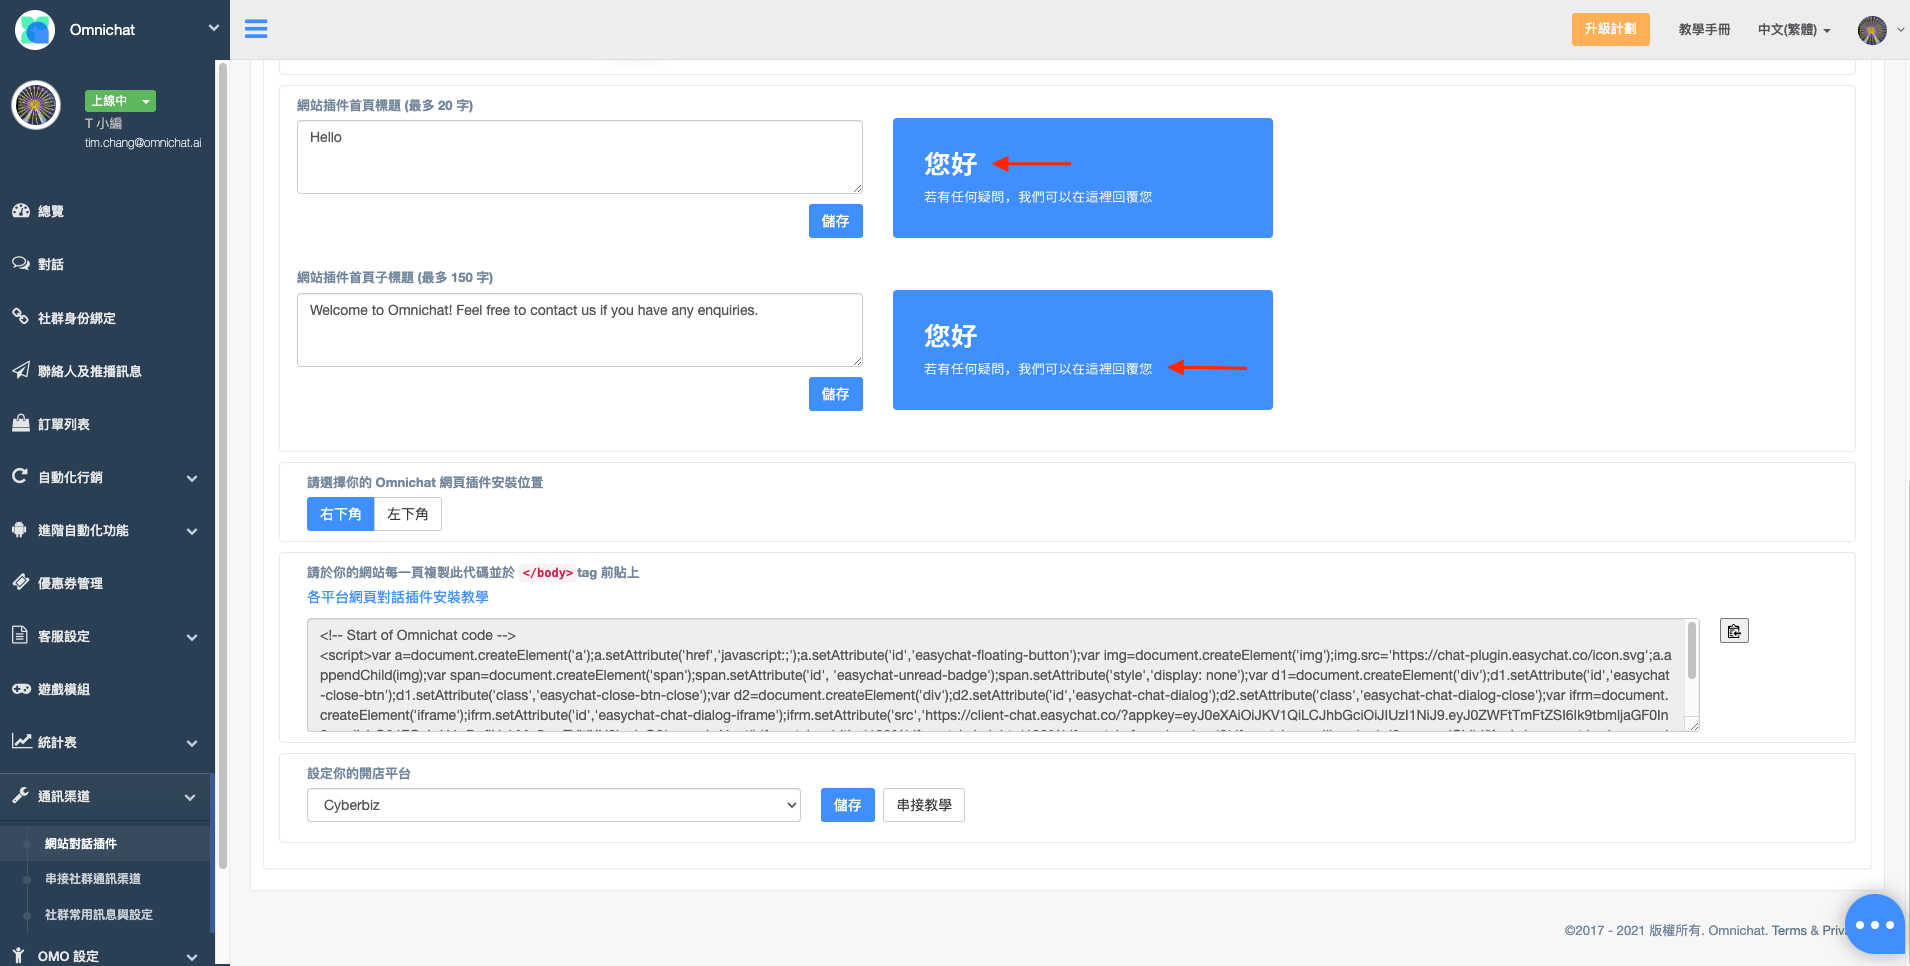 Omnichat
升級計劃
教學手冊
中文(繁體)
上線中
T 小編
tim.chang@omnichat.ai
總覽
對話
社群身份綁定
聯絡人及推播訊息
訂單列表
自動化行銷
進階自動化功能
優惠券管理
客服設定
遊戲模組
統計表
通訊渠道
網站對話插件
串接社群通訊渠道
社群常用訊息與設定
OMO 設定
網站插件首頁標題 (最多 20 字)
Hello
儲存
您好
若有任何疑問，我們可以在這裡回覆您
網站插件首頁子標題 (最多 150 字)
Welcome to Omnichat! Feel free to contact us if you have any enquiries.
儲存
您好
若有任何疑問，我們可以在這裡回覆您
請選擇你的 Omnichat 網頁插件安裝位置
右下角
左下角
請於你的網站每一頁複製此代碼並於 </body> tag 前貼上
各平台網頁對話插件安裝教學
<!-- Start of Omnichat code -->
<script>var a=document.createElement('a');a.setAttribute('href','javascript:;');a.setAttribute('id','easychat-floating-button');var img=document.createElement('img');img.src='https://chat-plugin.easychat.co/icon.svg';a.a
ppendChild(img);var span=document.createElement('span');span.setAttribute('id', 'easychat-unread-badge');span.setAttribute('style','display: none');var d1=document.createElement('div');d1.setAttribute('id','easychat
-close-btn');d1.setAttribute('class','easychat-close-btn-close');var d2=document.createElement('div');d2.setAttribute('id','easychat-chat-dialog');d2.setAttribute('class','easychat-chat-dialog-close');var ifrm=document.
createElement('iframe');ifrm.setAttribute('id','easychat-chat-dialog-iframe');ifrm.setAttribute('src','https://client-chat.easychat.co/?appkey=eyJ0eXAiOiJKV1QiLCJhbGciOiJIUzI1NiJ9.eyJ0ZWFtTmFtZSI6Ik9tbmljaGF0In
設定你的開店平台
Cyberbiz
儲存
串接教學
©2017 - 2021 版權所有. Omnichat. Terms & Priv